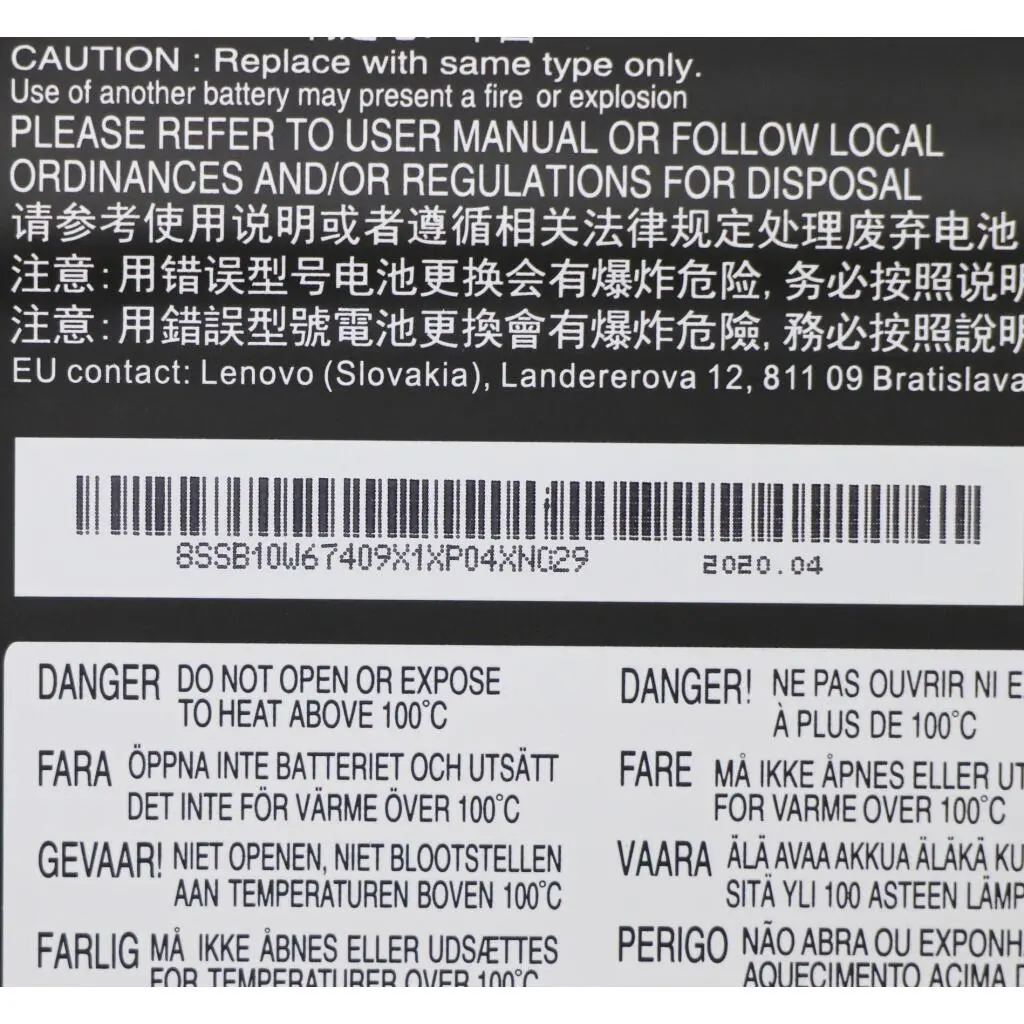 CAUTION : Replace with same type only.
Use of another battery may present a fire or explosion
PLEASE REFER TO USER MANUAL OR FOLLOW LOCAL
ORDINANCES AND/OR REGULATIONS FOR DISPOSAL
请参考使用说明或者遵循相关法律规定处理废弃电池
注意:用错误型号电池更换会有爆炸危险,务必按照说明
注意:用錯誤型號電池更換會有爆炸危險,務必按照說明
EU contact: Lenovo (Slovakia), Landererova 12, 811 09 Bratislava
8SSB10W67409X1XP04XN029 2020.04
DANGER DO NOT OPEN OR EXPOSE
TO HEAT ABOVE 100°C
FARA ÖPPNA INTE BATTERIET OCH UTSÄTT
DET INTE FÖR VÄRME ÖVER 100°C
GEVAAR! NIET OPENEN, NIET BLOOTSTELLEN
AAN TEMPERATUREN BOVEN 100°C
FARLIG MÅ IKKE ÅBNES ELLER UDSÆTTES
FOR TEMPERATURER OVER 100°C
DANGER! NE PAS OUVRIR NI E
À PLUS DE 100°C
FARE MÅ IKKE ÅPNES ELLER UT
FOR VARME OVER 100°C
VAARA ÄLÄ AVAA AKKUA ÄLÄKÄ KU
SITÄ YLI 100 ASTEEN LÄMP
PERIGO NÃO ABRA OU EXPONH
AQUECIMENTO ACIMA D